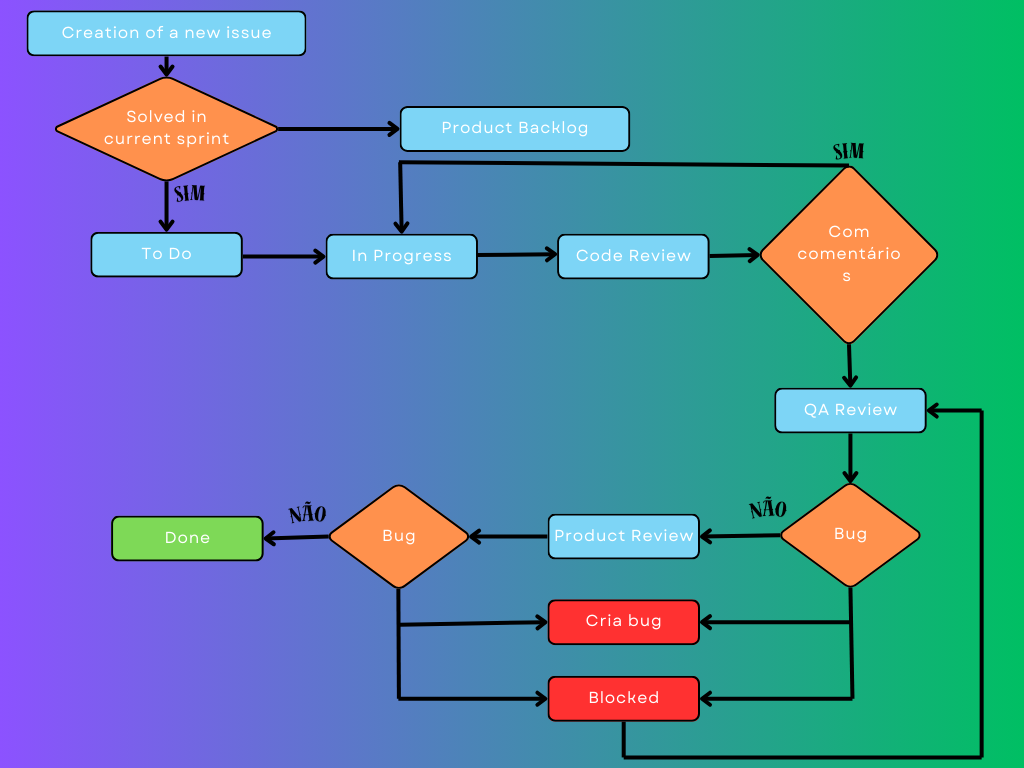 Creation of a new issue
Solved in
current sprint
Product Backlog
SIM
SIM
To Do
In Progress
Code Review
Com
comentário
s
QA Review
NÃO
NÃO
Done
Bug
Product Review
Bug
Cria bug
Blocked